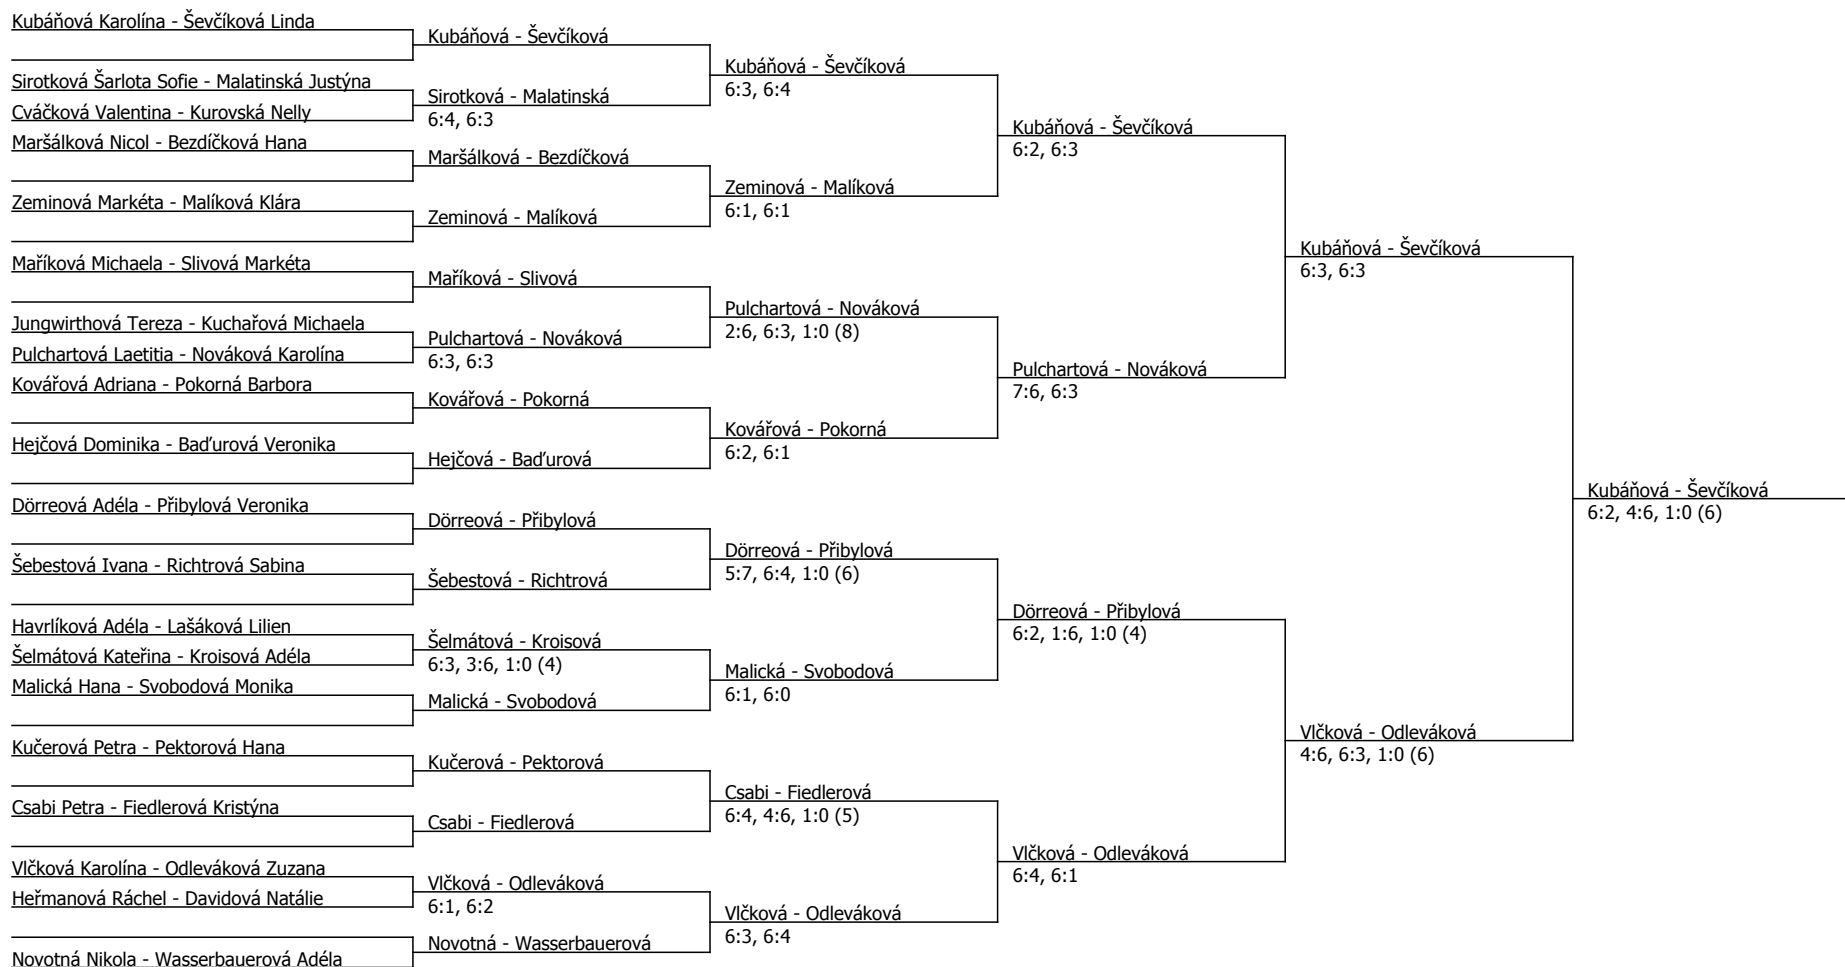 Kubáňová Karolína - Ševčíková Linda
Sirotková Šarlota Sofie - Malatinská Justýna
Cváčková Valentina - Kurovská Nelly
Maršálková Nicol - Bezdíčková Hana
Zeminová Markéta - Malíková Klára
Maříková Michaela - Slivová Markéta
Jungwirthová Tereza - Kuchařová Michaela
Pulchartová Laetitia - Nováková Karolína
Kovářová Adriana - Pokorná Barbora
Hejčová Dominika - Baďurová Veronika
Dörreová Adéla - Přibylová Veronika
Šebestová Ivana - Richtrová Sabina
Havrlíková Adéla - Lašáková Lilien
Šelmátová Kateřina - Kroisová Adéla
Malická Hana - Svobodová Monika
Kučerová Petra - Pektorová Hana
Csabi Petra - Fiedlerová Kristýna
Vlčková Karolína - Odleváková Zuzana
Heřmanová Ráchel - Davidová Natálie
Novotná Nikola - Wasserbauerová Adéla
Kubáňová - Ševčíková
Sirotková - Malatinská
6:4, 6:3
Maršálková - Bezdíčková
Zeminová - Malíková
Maříková - Slivová
Pulchartová - Nováková
6:3, 6:3
Kovářová - Pokorná
Hejčová - Baďurová
Dörreová - Přibylová
Šebestová - Richtrová
Šelmátová - Kroisová
6:3, 3:6, 1:0 (4)
Malická - Svobodová
Kučerová - Pektorová
Csabi - Fiedlerová
Vlčková - Odleváková
6:1, 6:2
Novotná - Wasserbauerová
Kubáňová - Ševčíková
6:3, 6:4
Zeminová - Malíková
6:1, 6:1
Pulchartová - Nováková
2:6, 6:3, 1:0 (8)
Kovářová - Pokorná
6:2, 6:1
Dörreová - Přibylová
5:7, 6:4, 1:0 (6)
Malická - Svobodová
6:1, 6:0
Csabi - Fiedlerová
6:4, 4:6, 1:0 (5)
Vlčková - Odleváková
6:3, 6:4
Kubáňová - Ševčíková
6:2, 6:3
Pulchartová - Nováková
7:6, 6:3
Dörreová - Přibylová
6:2, 1:6, 1:0 (4)
Vlčková - Odleváková
6:4, 6:1
Kubáňová - Ševčíková
6:3, 6:3
Vlčková - Odleváková
4:6, 6:3, 1:0 (6)
Kubáňová - Ševčíková
6:2, 4:6, 1:0 (6)